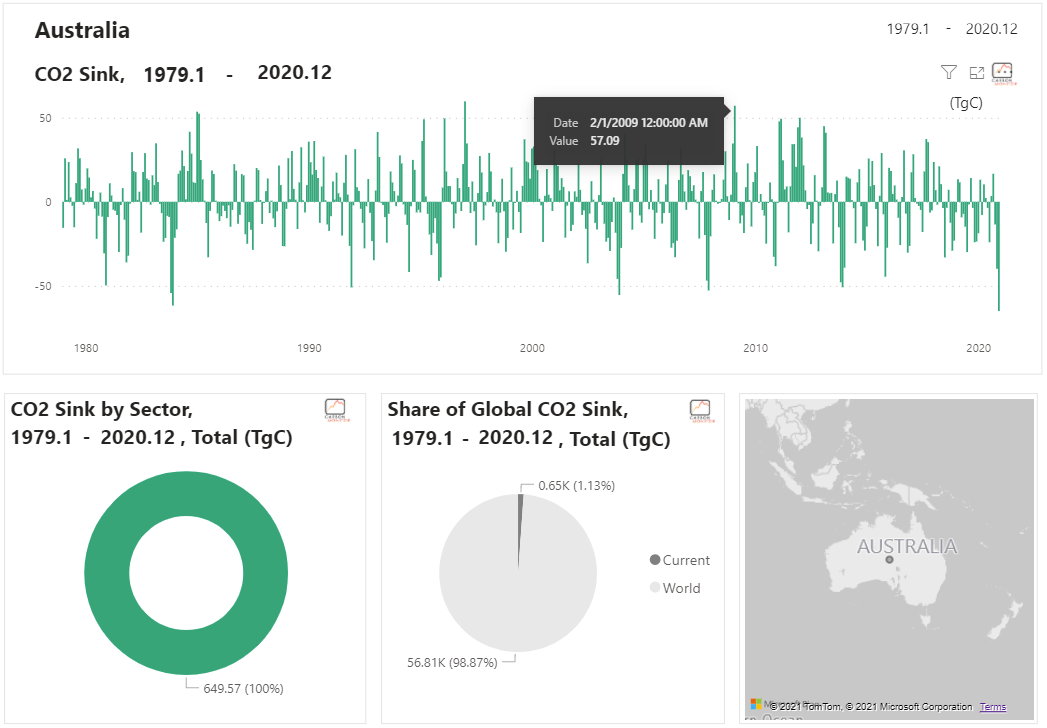 Australia
1979.1 - 2020.12
CO2 Sink, 1979.1 - 2020.12
(TgC)
50
0
-50
Date 2/1/2009 12:00:00 AM
Value 57.09
1980 1990 2000 2010 2020
CO2 Sink by Sector,
1979.1 - 2020.12 , Total (TgC)
649.57 (100%)
Share of Global CO2 Sink,
1979.1 - 2020.12 , Total (TgC)
0.65K (1.13%)
Current
World
56.81K (98.87%)
AUSTRALIA
© 2021 TomTom, © 2021 Microsoft Corporation Terms
Ocean